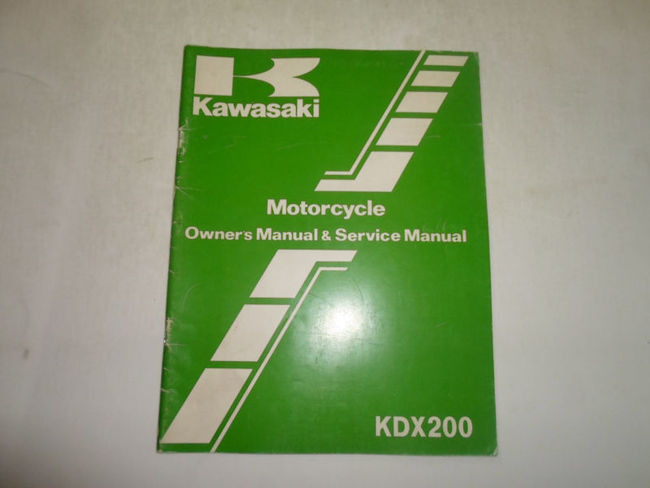 Kawasaki
Motorcycle
Owner's Manual & Service Manual
KDX200